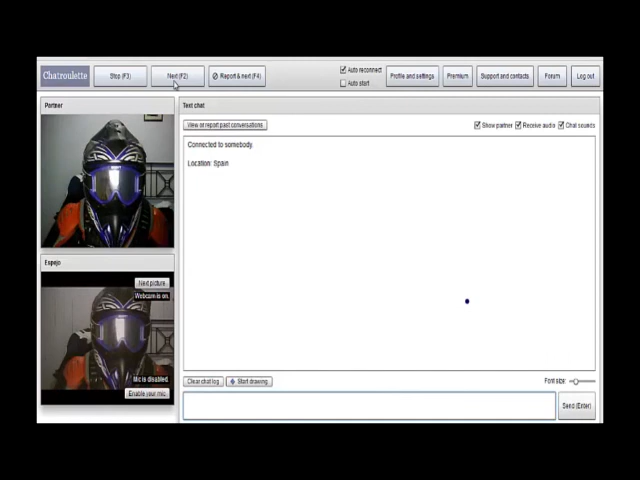 Chatroulette
Stop (F3)
Next (F2)
Report & next (F4)
Auto reconnect
Auto start
Profile and settings
Premium
Support and contacts
Forum
Log out
Partner
Text chat
View or report past conversations
Show partner
Receive audio
Chat sounds
Connected to somebody.
Location: Spain
Espejo
Next picture
Webcam is on.
Mic is disabled.
Enable your mic.
Clear chat log
Start drawing
Font size:
Send (Enter)